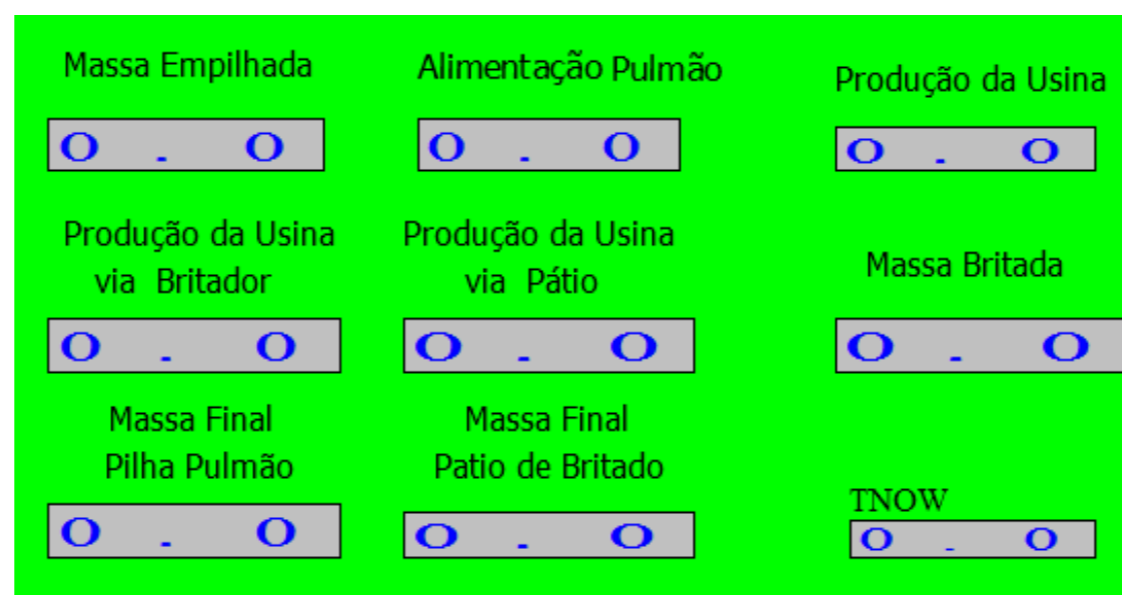 Massa Empilhada
Alimentação Pulmão
Produção da Usina
0 . 0
0 . 0
0 . 0
Produção da Usina
via Britador
Produção da Usina
via Pátio
Massa Britada
0 . 0
0 . 0
0 . 0
Massa Final
Pilha Pulmão
Massa Final
Patio de Britado
TNOW
0 . 0
0 . 0
0 . 0